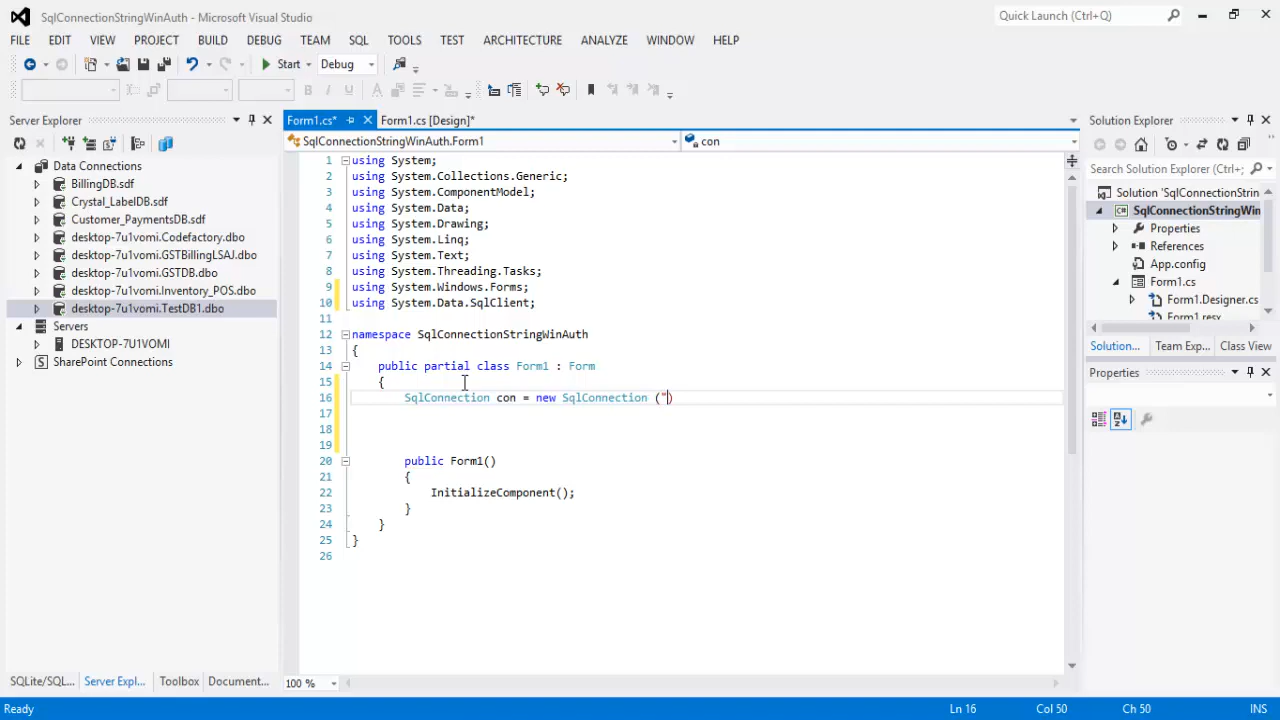 SqlConnectionStringWinAuth - Microsoft Visual Studio
Quick Launch (Ctrl+Q)
FILE EDIT VIEW PROJECT BUILD DEBUG TEAM SQL TOOLS TEST ARCHITECTURE ANALYZE WINDOW HELP
Start Debug
Server Explorer
Data Connections
BillingDB.sdf
Crystal_LabelDB.sdf
Customer_PaymentsDB.sdf
desktop-7u1vomi.Codefactory.dbo
desktop-7u1vomi.GSTBillingLSAJ.dbo
desktop-7u1vomi.GSTDB.dbo
desktop-7u1vomi.Inventory_POS.dbo
desktop-7u1vomi.TestDB1.dbo
Servers
DESKTOP-7U1VOMI
SharePoint Connections
SQLite/SQL... Server Expl... Toolbox Document...
Form1.cs* Form1.cs [Design]*
SqlConnectionStringWinAuth.Form1 con
1 using System;
2 using System.Collections.Generic;
3 using System.ComponentModel;
4 using System.Data;
5 using System.Drawing;
6 using System.Linq;
7 using System.Text;
8 using System.Threading.Tasks;
9 using System.Windows.Forms;
10 using System.Data.SqlClient;
11
12 namespace SqlConnectionStringWinAuth
13 {
14 public partial class Form1 : Form
15 {
16 SqlConnection con = new SqlConnection (")
17
18
19
20 public Form1()
21 {
22 InitializeComponent();
23 }
24 }
25 }
26
100 %
Solution Explorer
Search Solution Explorer (Ctrl+;)
Solution 'SqlConnectionStrin
SqlConnectionStringWin
Properties
References
App.config
Form1.cs
Form1.Designer.cs
Form1.resx
Solution... Team Exp... Class View
Properties
Ready Ln 16 Col 50 Ch 50 INS